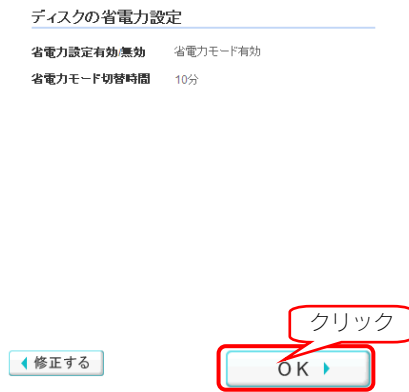 ディスクの省電力設定
省電力設定有効/無効 省電力モード有効
省電力モード切替時間 10分
クリック
修正する
OK